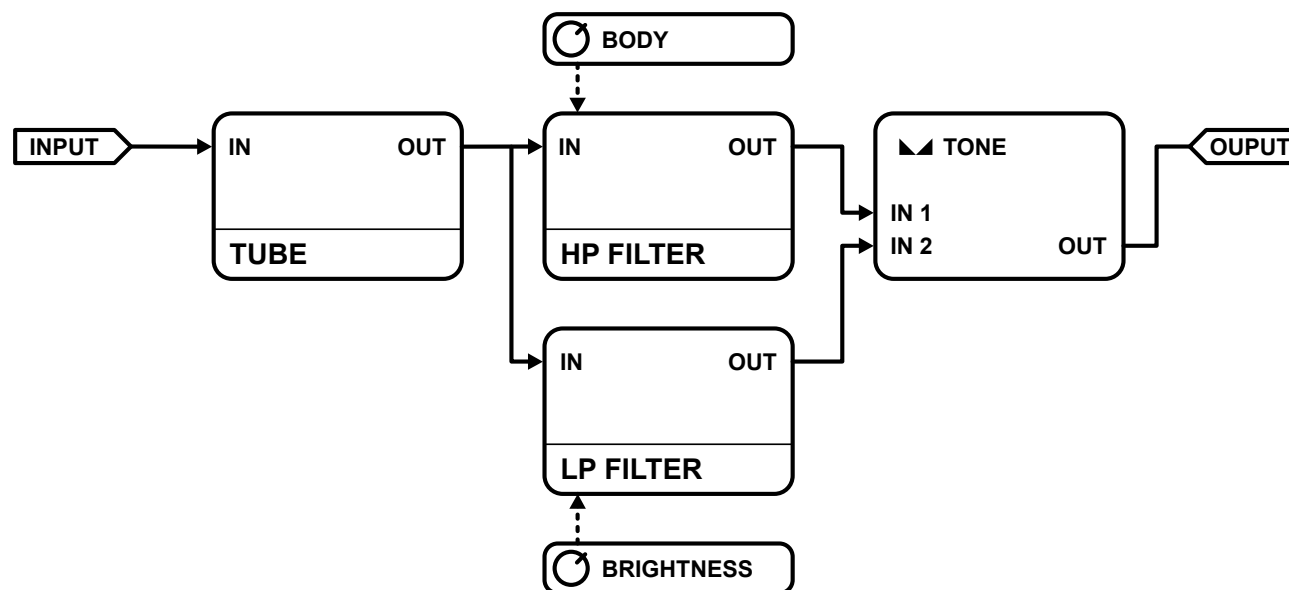 BODY
INPUT
IN
OUT
TUBE
IN
OUT
HP FILTER
TONE
IN 1
IN 2
OUT
OUPUT
IN
OUT
LP FILTER
BRIGHTNESS